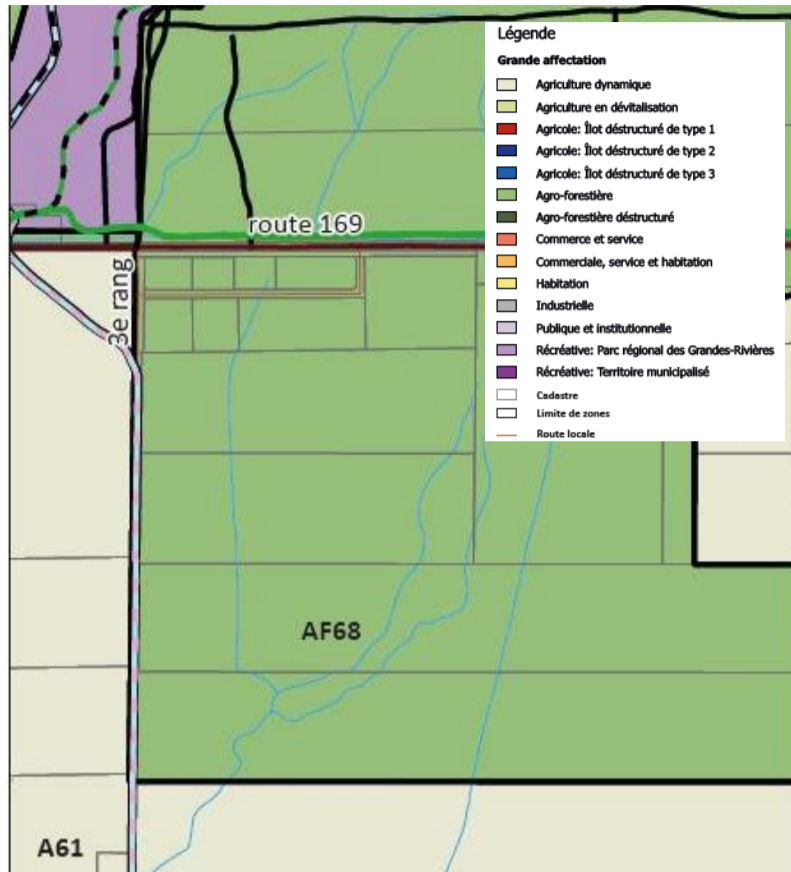 Légende
Grande affectation
Agriculture dynamique
Agriculture en dévitalisation
Agricole: Îlot déstructuré de type 1
Agricole: Îlot déstructuré de type 2
Agricole: Îlot déstructuré de type 3
Agro-forestière
Agro-forestière déstructuré
Commerce et service
Commerciale, service et habitation
Habitation
Industrielle
Publique et institutionnelle
Récréative: Parc régional des Grandes-Rivières
Récréative: Territoire municipalisé
Cadastre
Limite de zones
Route locale
route 169
3e rang
AF68
A61